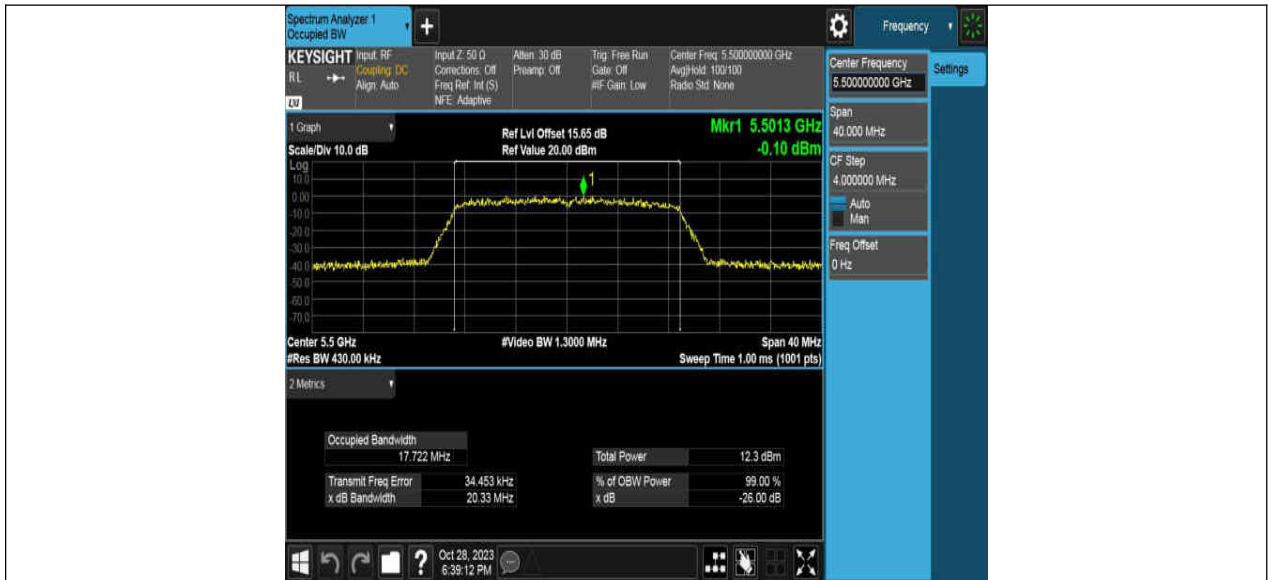 Spectrum Analyzer 1
Occupied BW
+
Frequency
KEYSIGHT
RL
LW
Input: RF
Coupling: DC
Align: Auto
Input Z: 50 Ω
Corrections: Off
Freq Ref: Int (S)
NFE: Adaptive
Atten: 30 dB
Preamp: Off
Trig: Free Run
Gate: Off
#IF Gain: Low
Center Freq: 5.500000000 GHz
Avg|Hold: 100/100
Radio Std: None
Center Frequency
5.500000000 GHz
Settings
Span
40.000 MHz
CF Step
4.000000 MHz
Auto
Man
Freq Offset
0 Hz
1 Graph
Scale/Div 10.0 dB
Ref Lvl Offset 15.65 dB
Ref Value 20.00 dBm
Mkr1 5.5013 GHz
-0.10 dBm
Log
10.0
0.00
-10.0
-20.0
-30.0
-40.0
-50.0
-60.0
-70.0
1
Center 5.5 GHz
#Video BW 1.3000 MHz
Span 40 MHz
#Res BW 430.00 kHz
Sweep Time 1.00 ms (1001 pts)
2 Metrics
Occupied Bandwidth
17.722 MHz
Total Power 12.3 dBm
Transmit Freq Error 34.453 kHz
% of OBW Power 99.00 %
x dB Bandwidth 20.33 MHz
x dB -26.00 dB
?
Oct 28, 2023
6:39:12 PM